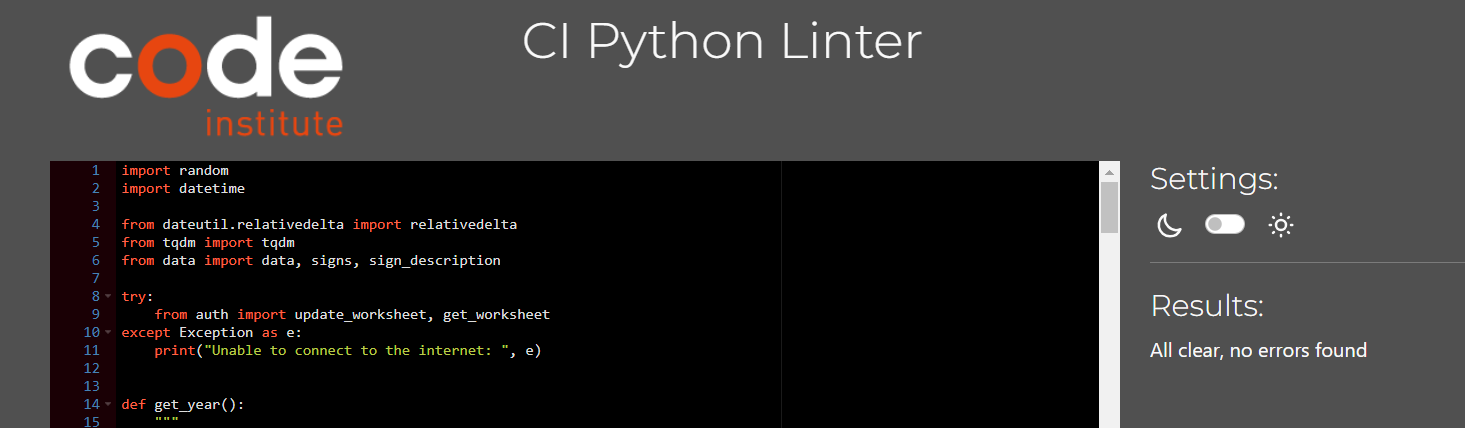 code
institute
CI Python Linter
1 import random
2 import datetime
3
4 from dateutil.relativedelta import relativedelta
5 from tqdm import tqdm
6 from data import data, signs, sign_description
7
8 try:
9     from auth import update_worksheet, get_worksheet
10 except Exception as e:
11     print("Unable to connect to the internet: ", e)
12
13
14 def get_year():
15     """
Settings:
Results:
All clear, no errors found